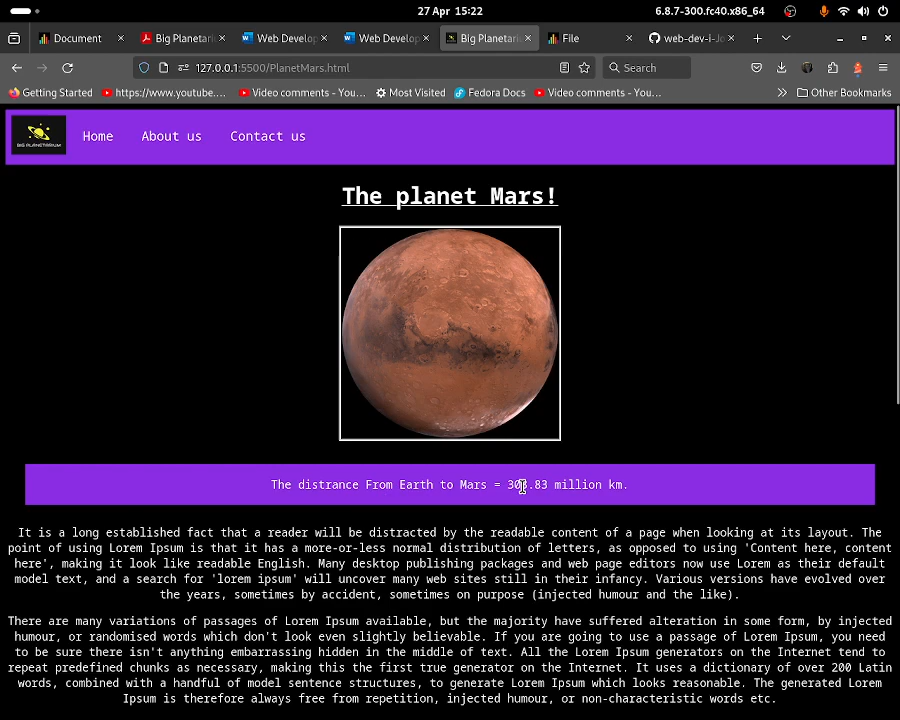 27 Apr 15:22
6.8.7-300.fc40.x86_64
Document
Big Planetari
Web Develop
Web Develop
Big Planetari
File
web-dev-i-Jo
127.0.0.1:5500/PlanetMars.html
Search
Getting Started
https://www.youtube....
Video comments - You...
Most Visited
Fedora Docs
Video comments - You...
Other Bookmarks
BIG PLANETARIUM
Home
About us
Contact us
The planet Mars!
The distrance From Earth to Mars = .83 million km.
It is a long established fact that a reader will be distracted by the readable content of a page when looking at its layout. The
point of using Lorem Ipsum is that it has a more-or-less normal distribution of letters, as opposed to using 'Content here, content
here', making it look like readable English. Many desktop publishing packages and web page editors now use Lorem as their default
model text, and a search for 'lorem ipsum' will uncover many web sites still in their infancy. Various versions have evolved over
the years, sometimes by accident, sometimes on purpose (injected humour and the like).
There are many variations of passages of Lorem Ipsum available, but the majority have suffered alteration in some form, by injected
humour, or randomised words which don't look even slightly believable. If you are going to use a passage of Lorem Ipsum, you need
to be sure there isn't anything embarrassing hidden in the middle of text. All the Lorem Ipsum generators on the Internet tend to
repeat predefined chunks as necessary, making this the first true generator on the Internet. It uses a dictionary of over 200 Latin
words, combined with a handful of model sentence structures, to generate Lorem Ipsum which looks reasonable. The generated Lorem
Ipsum is therefore always free from repetition, injected humour, or non-characteristic words etc.